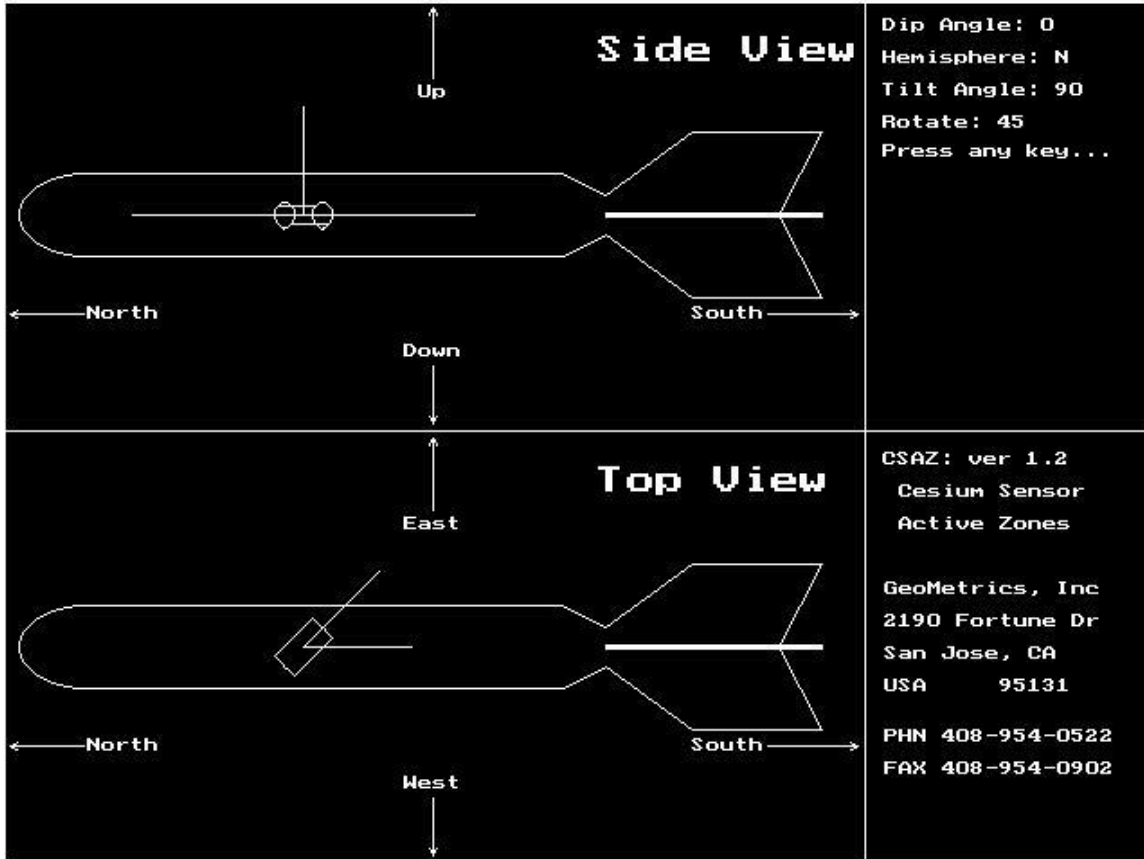 Side View
Up
North
South
Down
Dip Angle: 0
Hemisphere: N
Tilt Angle: 90
Rotate: 45
Press any key...
Top View
East
North
South
West
CSAZ: ver 1.2
Cesium Sensor
Active Zones
GeoMetrics, Inc
2190 Fortune Dr
San Jose, CA
USA 95131
PHN 408-954-0522
FAX 408-954-0902